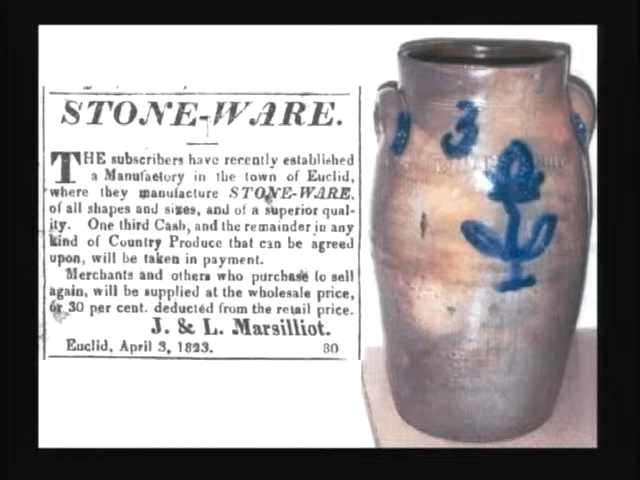 STONE-WARE.
THE subscribers have recently established
a Manufactory in the town of Euclid,
where they manufacture STONE-WARE,
of all shapes and sizes, and of a superior qual-
ity. One third Cash, and the remainder in any
kind of Country Produce that can be agreed
upon, will be taken in payment.
Merchants and others who purchase to sell
again, will be supplied at the wholesale price,
or 30 per cent. deducted from the retail price.
J. & L. Marsilliot.
Euclid, April 3, 1823. 80
3